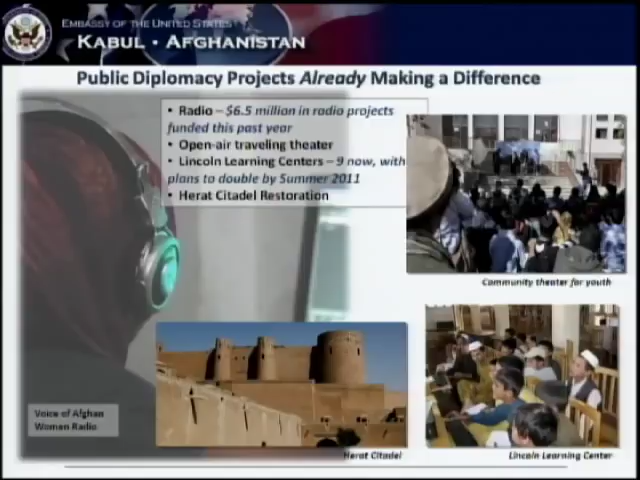 EMBASSY OF THE UNITED STATES
KABUL • AFGHANISTAN
Public Diplomacy Projects Already Making a Difference
• Radio – $6.5 million in radio projects
funded this past year
• Open-air traveling theater
• Lincoln Learning Centers – 9 now, with
plans to double by Summer 2011
• Herat Citadel Restoration
Community theater for youth
Voice of Afghan
Women Radio
Herat Citadel
Lincoln Learning Center